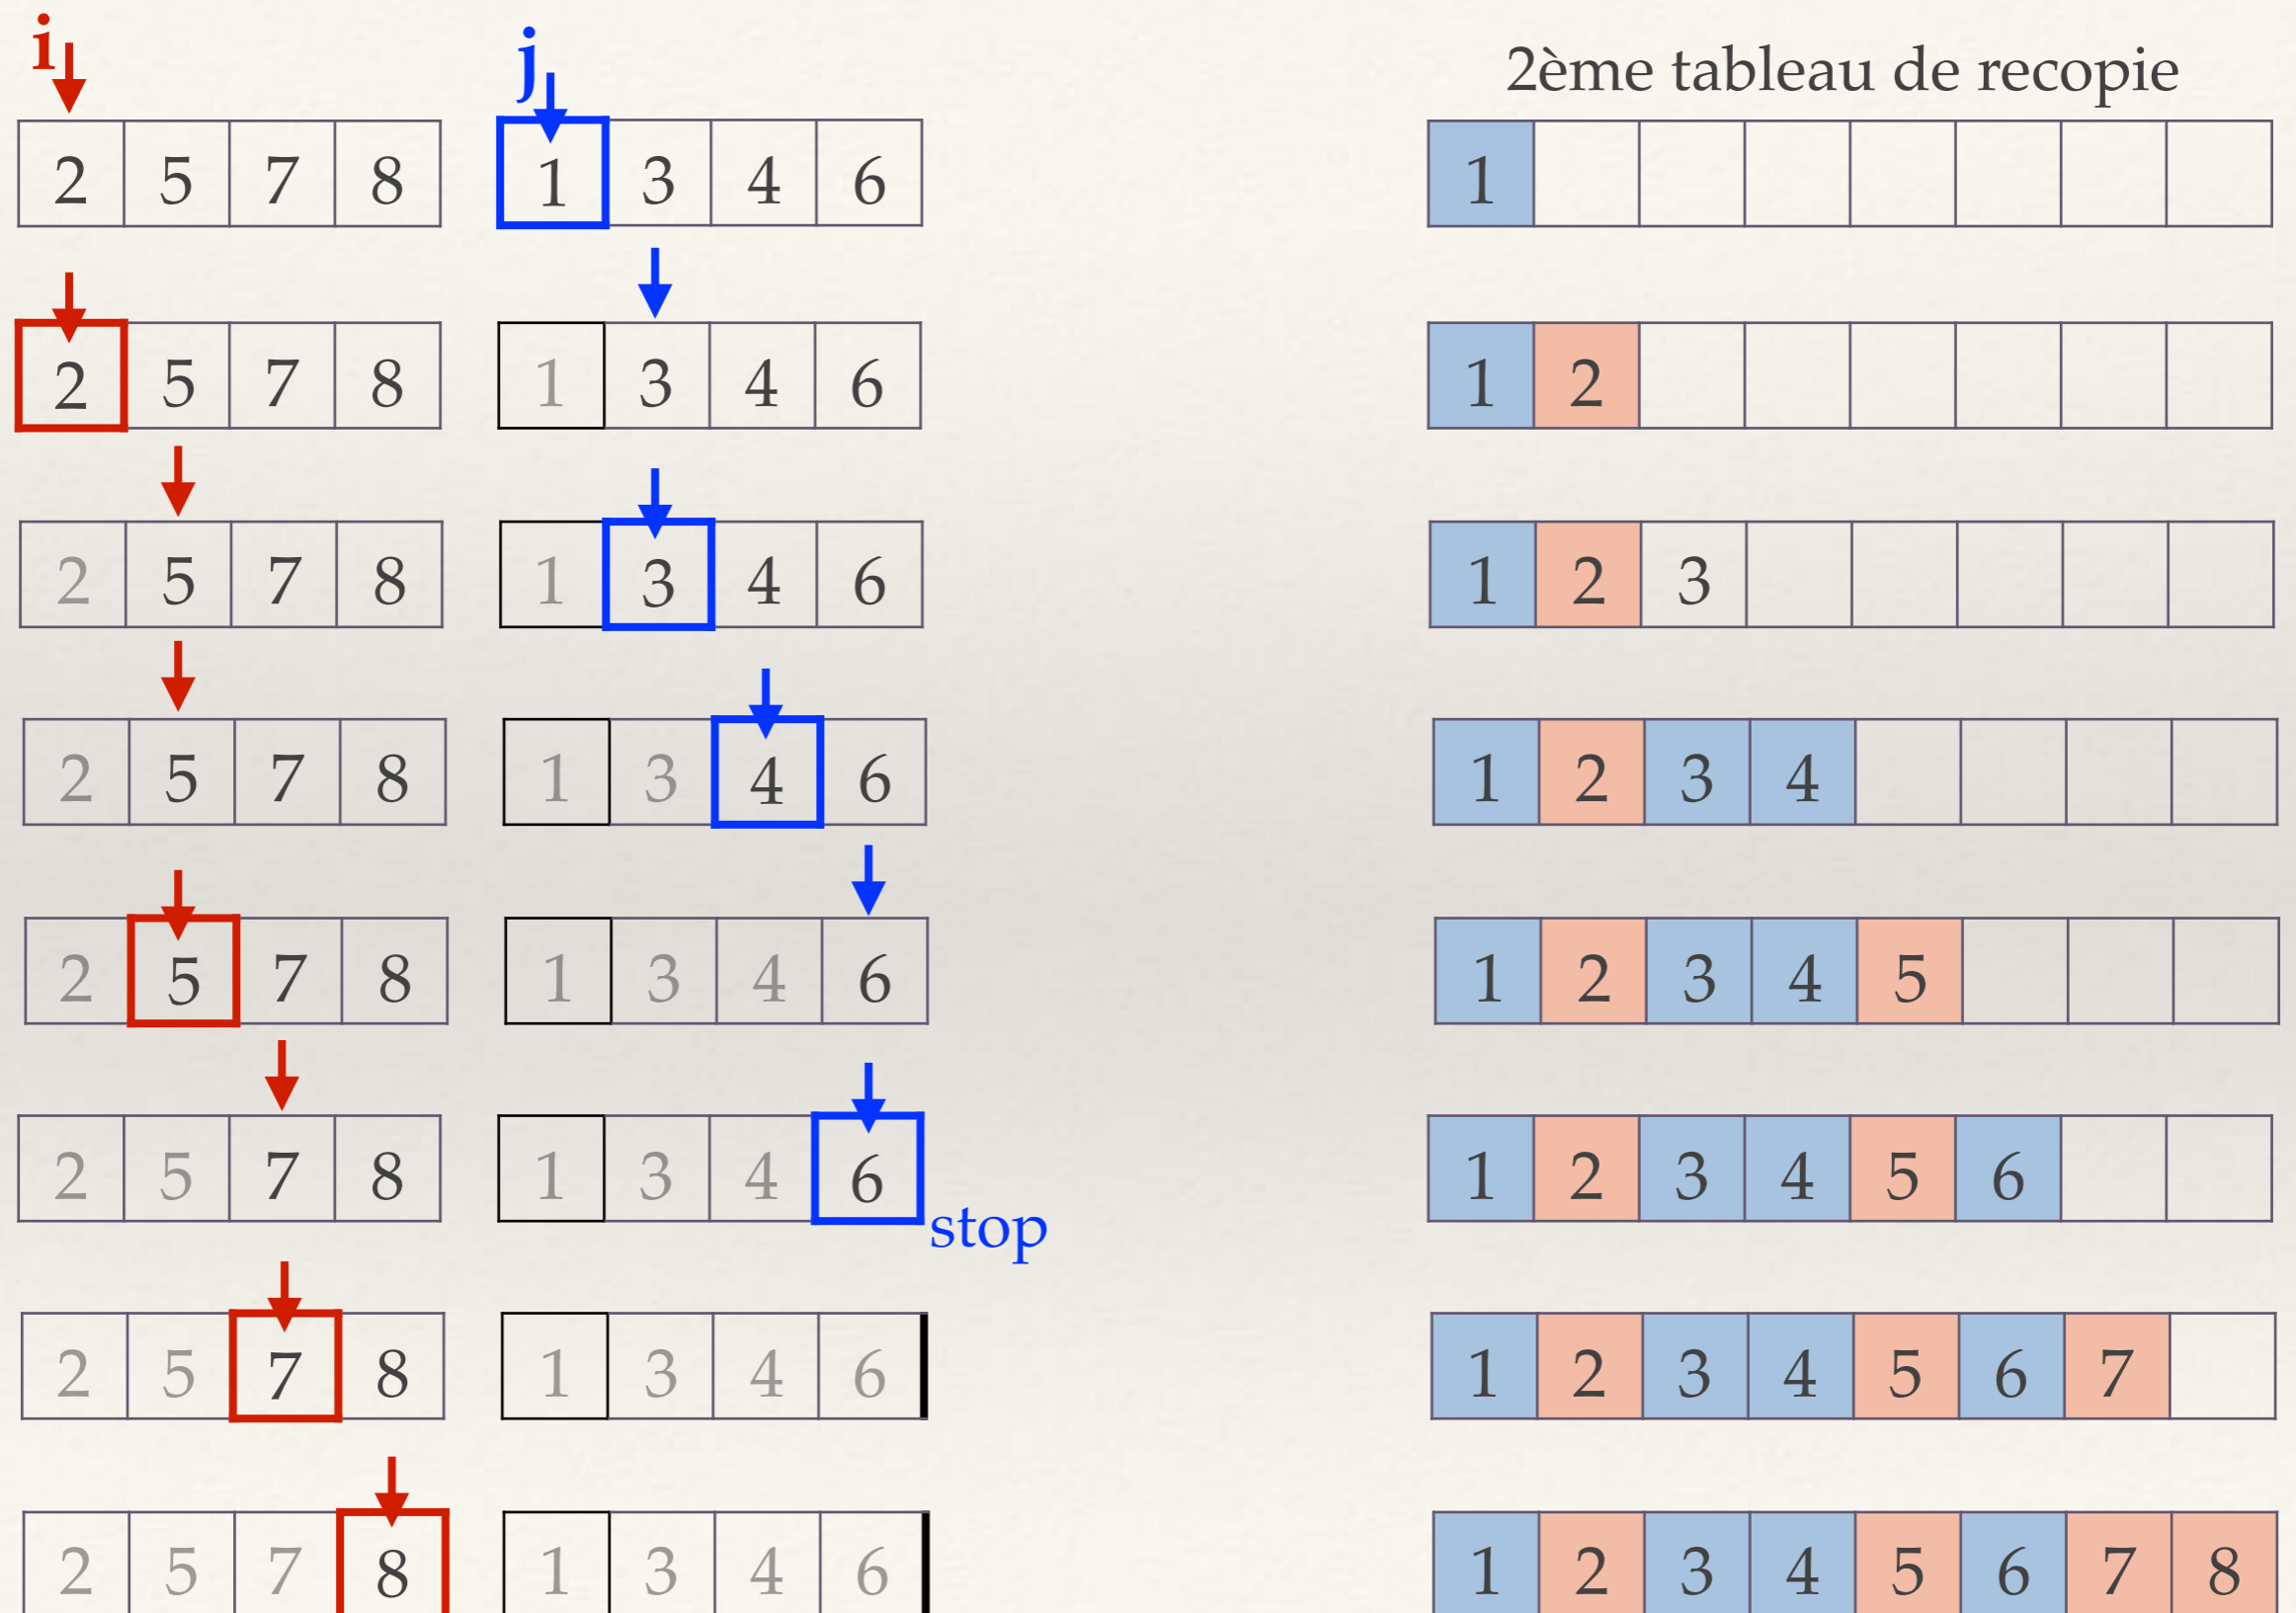 i j 2ème tableau de recopie
2 5 7 8 1 3 4 6 1
2 5 7 8 1 3 4 6 1 2
2 5 7 8 1 3 4 6 1 2 3
2 5 7 8 1 3 4 6 1 2 3 4
2 5 7 8 1 3 4 6 1 2 3 4 5
2 5 7 8 1 3 4 6 1 2 3 4 5 6
stop
2 5 7 8 1 3 4 6 1 2 3 4 5 6 7
2 5 7 8 1 3 4 6 1 2 3 4 5 6 7 8